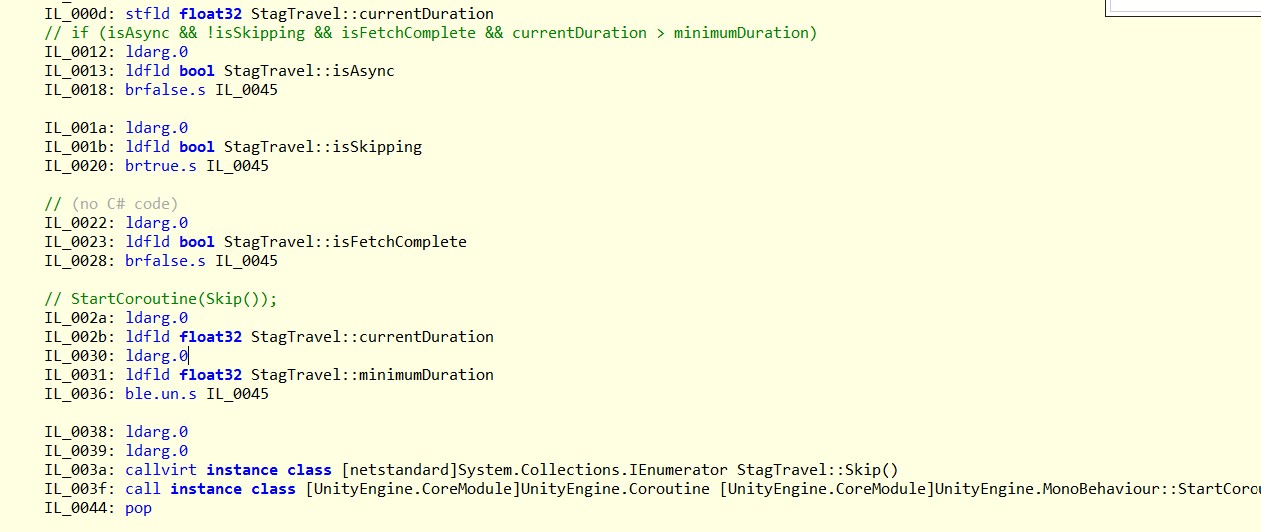 IL_000d: stfld float32 StagTravel::currentDuration
// if (isAsync && !isSkipping && isFetchComplete && currentDuration > minimumDuration)
IL_0012: ldarg.0
IL_0013: ldfld bool StagTravel::isAsync
IL_0018: brfalse.s IL_0045
IL_001a: ldarg.0
IL_001b: ldfld bool StagTravel::isSkipping
IL_0020: brtrue.s IL_0045
// (no C# code)
IL_0022: ldarg.0
IL_0023: ldfld bool StagTravel::isFetchComplete
IL_0028: brfalse.s IL_0045
// StartCoroutine(Skip());
IL_002a: ldarg.0
IL_002b: ldfld float32 StagTravel::currentDuration
IL_0030: ldarg.0
IL_0031: ldfld float32 StagTravel::minimumDuration
IL_0036: ble.un.s IL_0045
IL_0038: ldarg.0
IL_0039: ldarg.0
IL_003a: callvirt instance class [netstandard]System.Collections.IEnumerator StagTravel::Skip()
IL_003f: call instance class [UnityEngine.CoreModule]UnityEngine.Coroutine [UnityEngine.CoreModule]UnityEngine.MonoBehaviour::StartCorou
IL_0044: pop